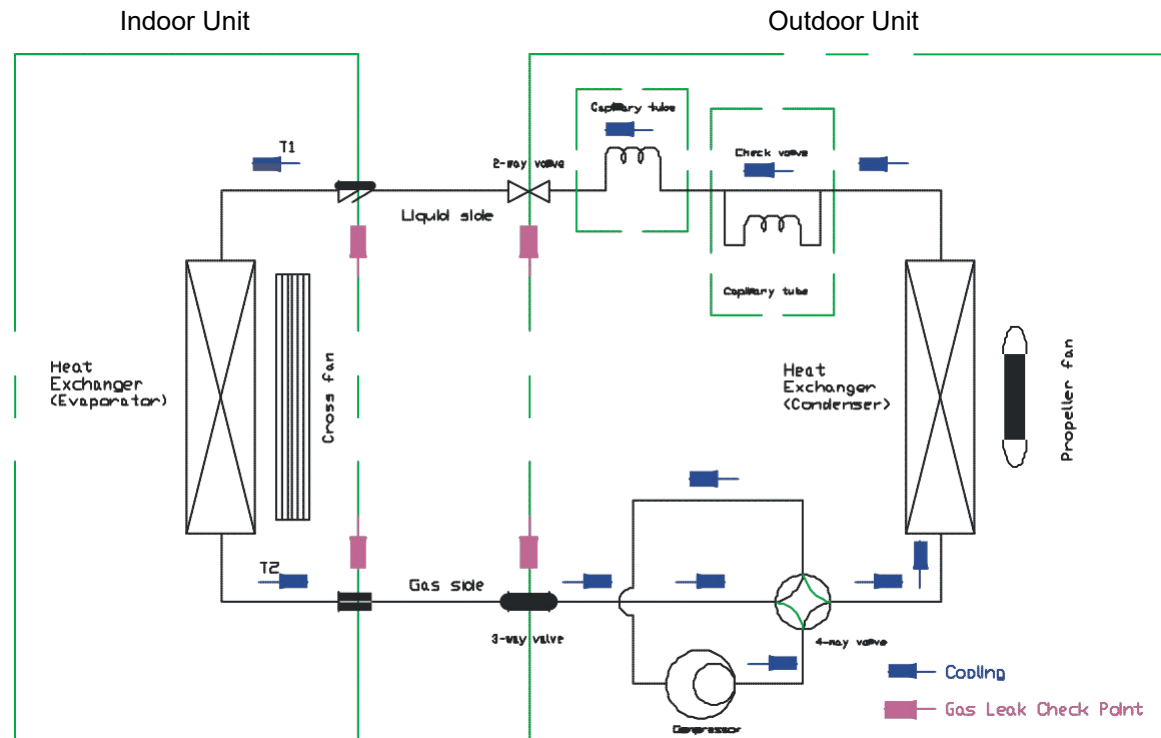 Indoor Unit
Outdoor Unit
Capillary tube
T1
2-way valve
Check valve
Liquid side
Capillary tube
Heat
Exchanger
(Evaporator)
Cross fan
Heat
Exchanger
(Condenser)
Propeller fan
T2
Gas side
3-way valve
4-way valve
Compressor
Cooling
Gas Leak Check Point